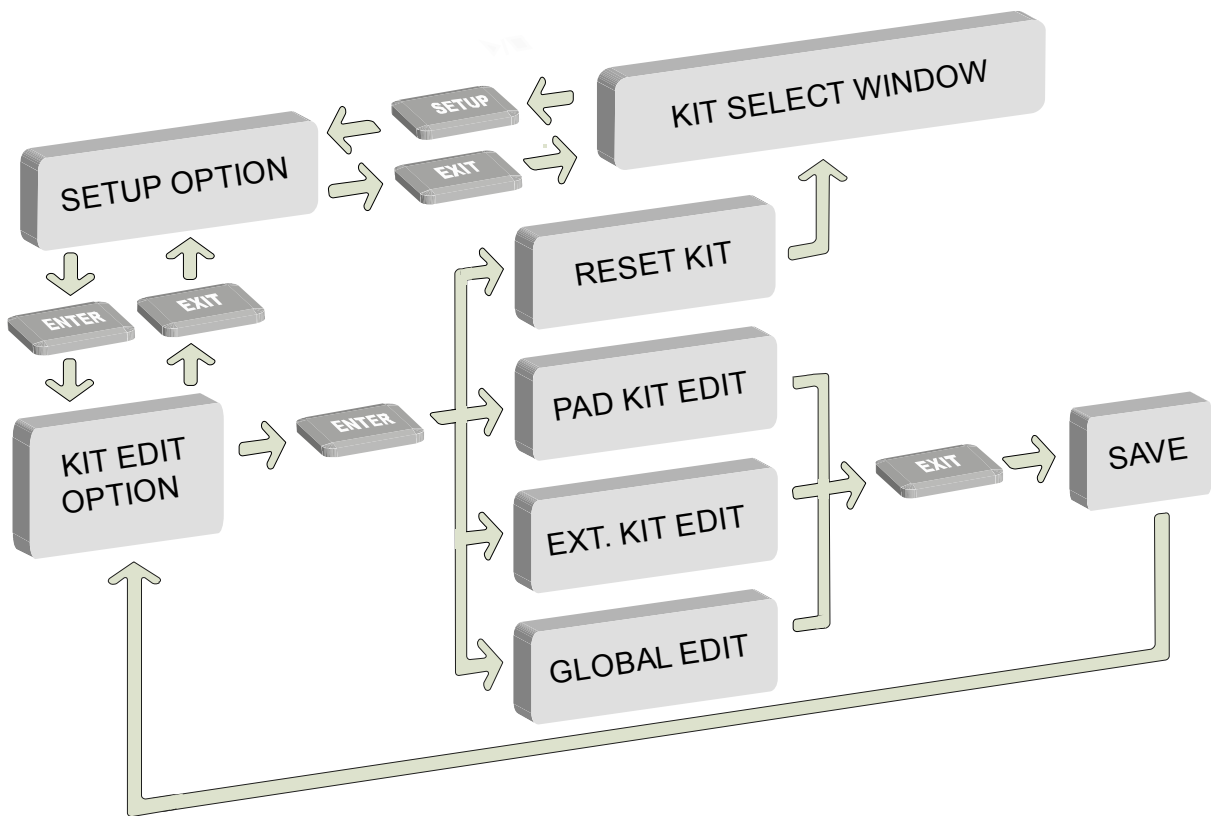 KIT SELECT WINDOW
SETUP
EXIT
SETUP OPTION
RESET KIT
ENTER
EXIT
PAD KIT EDIT
ENTER
KIT EDIT
OPTION
EXT. KIT EDIT
EXIT
SAVE
GLOBAL EDIT